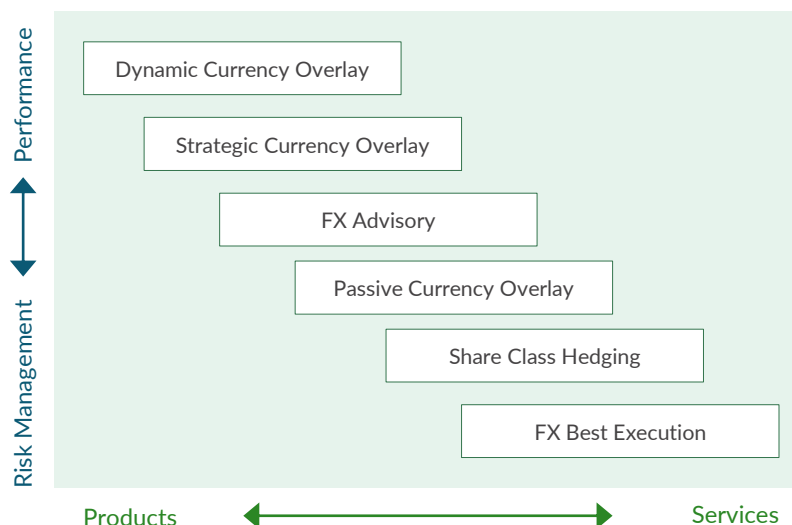 Performance
Risk Management
Dynamic Currency Overlay
Strategic Currency Overlay
FX Advisory
Passive Currency Overlay
Share Class Hedging
FX Best Execution
Products
Services